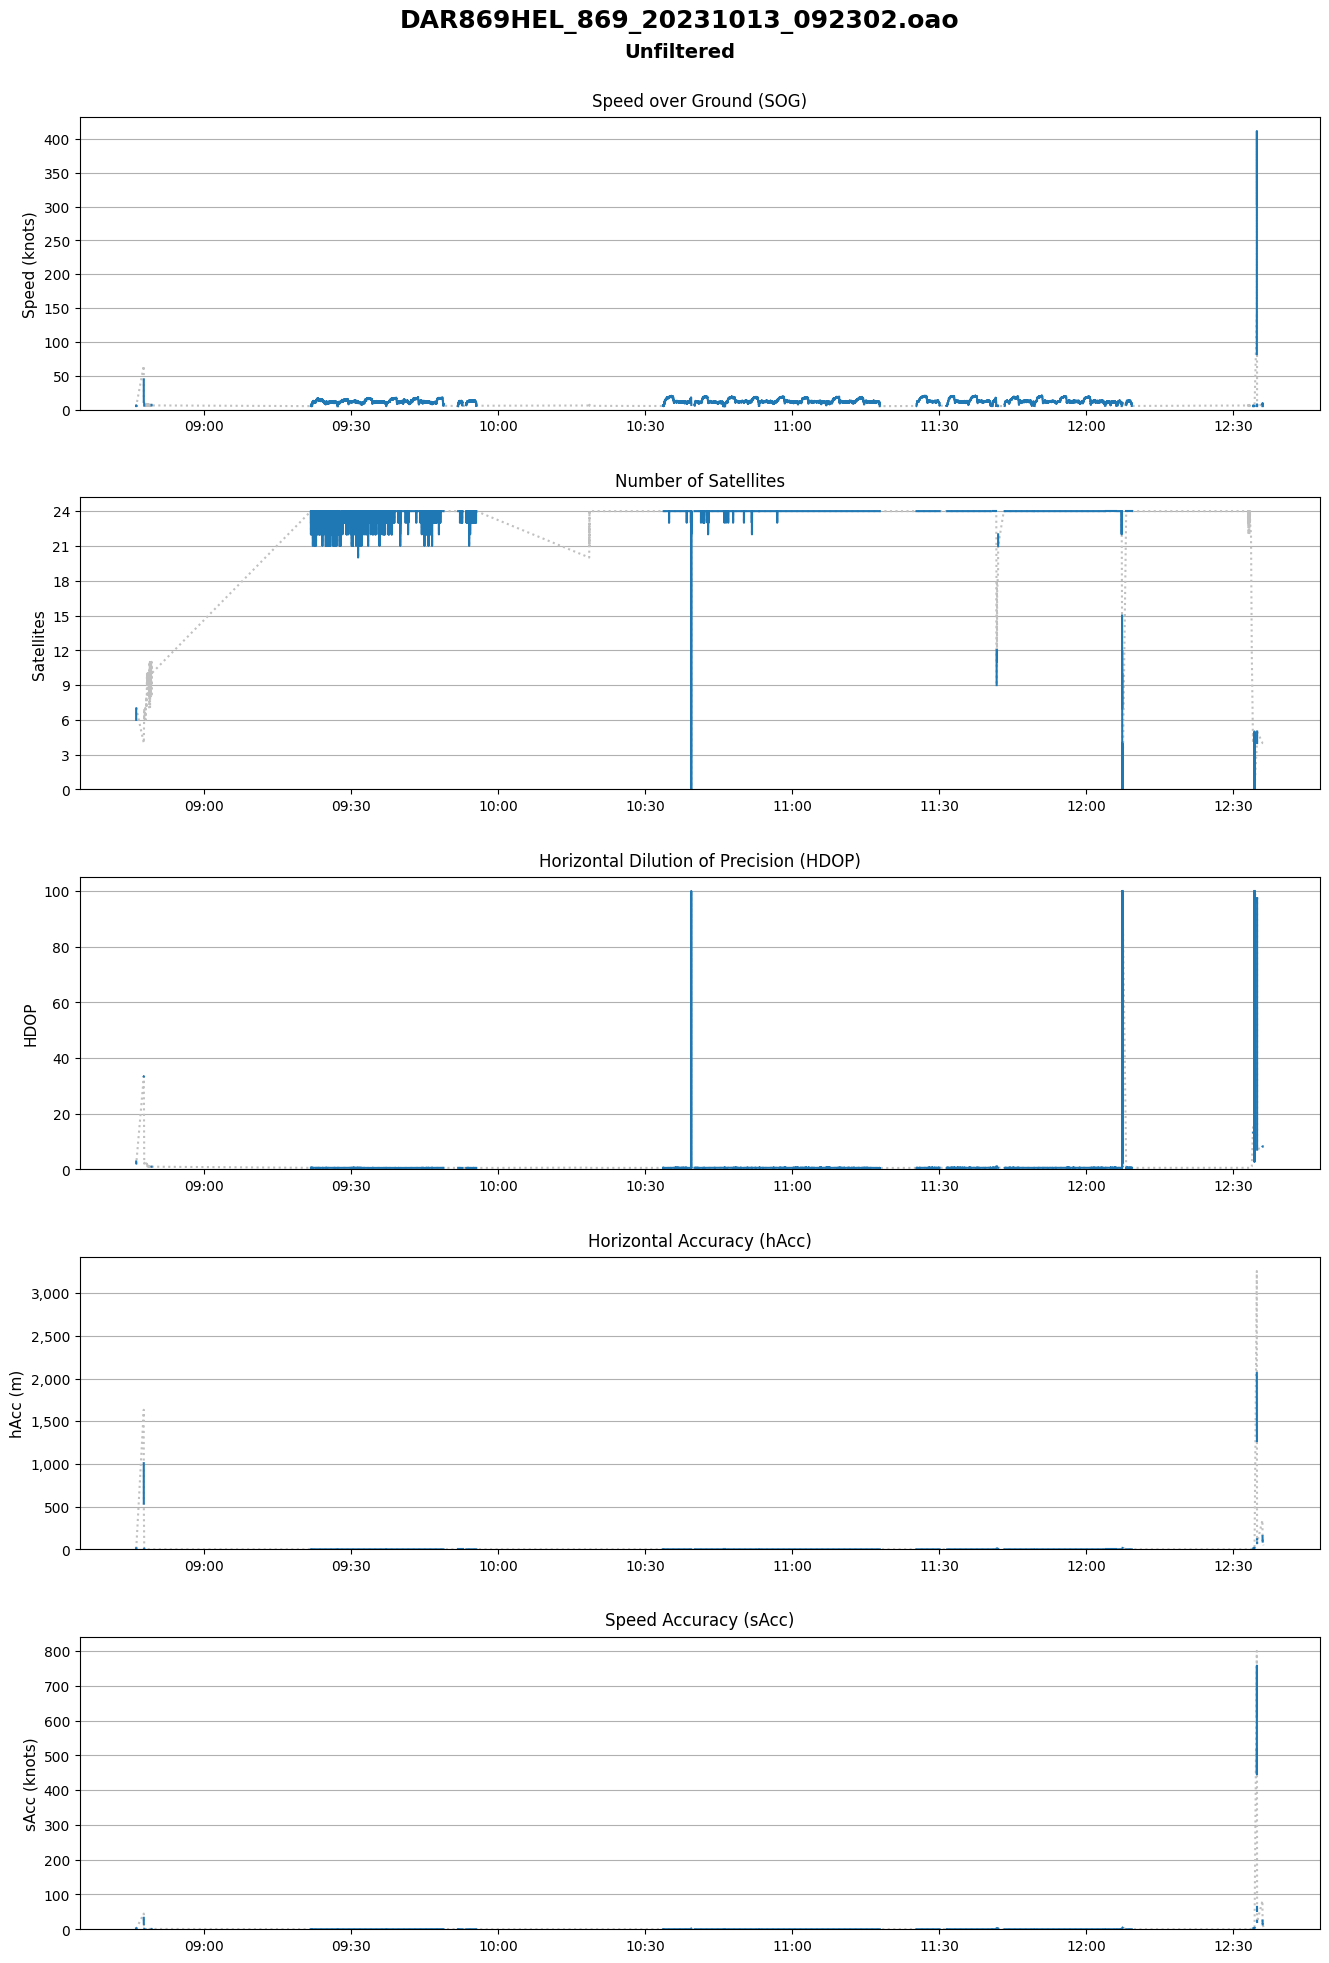 DAR869HEL_869_20231013_092302.oao
Unfiltered
Speed over Ground (SOG)
Speed (knots)
400
350
300
250
200
150
100
50
0
09:00 09:30 10:00 10:30 11:00 11:30 12:00 12:30
Number of Satellites
Satellites
24
21
18
15
12
9
6
3
0
09:00 09:30 10:00 10:30 11:00 11:30 12:00 12:30
Horizontal Dilution of Precision (HDOP)
HDOP
100
80
60
40
20
0
09:00 09:30 10:00 10:30 11:00 11:30 12:00 12:30
Horizontal Accuracy (hAcc)
hAcc (m)
3,000
2,500
2,000
1,500
1,000
500
0
09:00 09:30 10:00 10:30 11:00 11:30 12:00 12:30
Speed Accuracy (sAcc)
sAcc (knots)
800
700
600
500
400
300
200
100
0
09:00 09:30 10:00 10:30 11:00 11:30 12:00 12:30